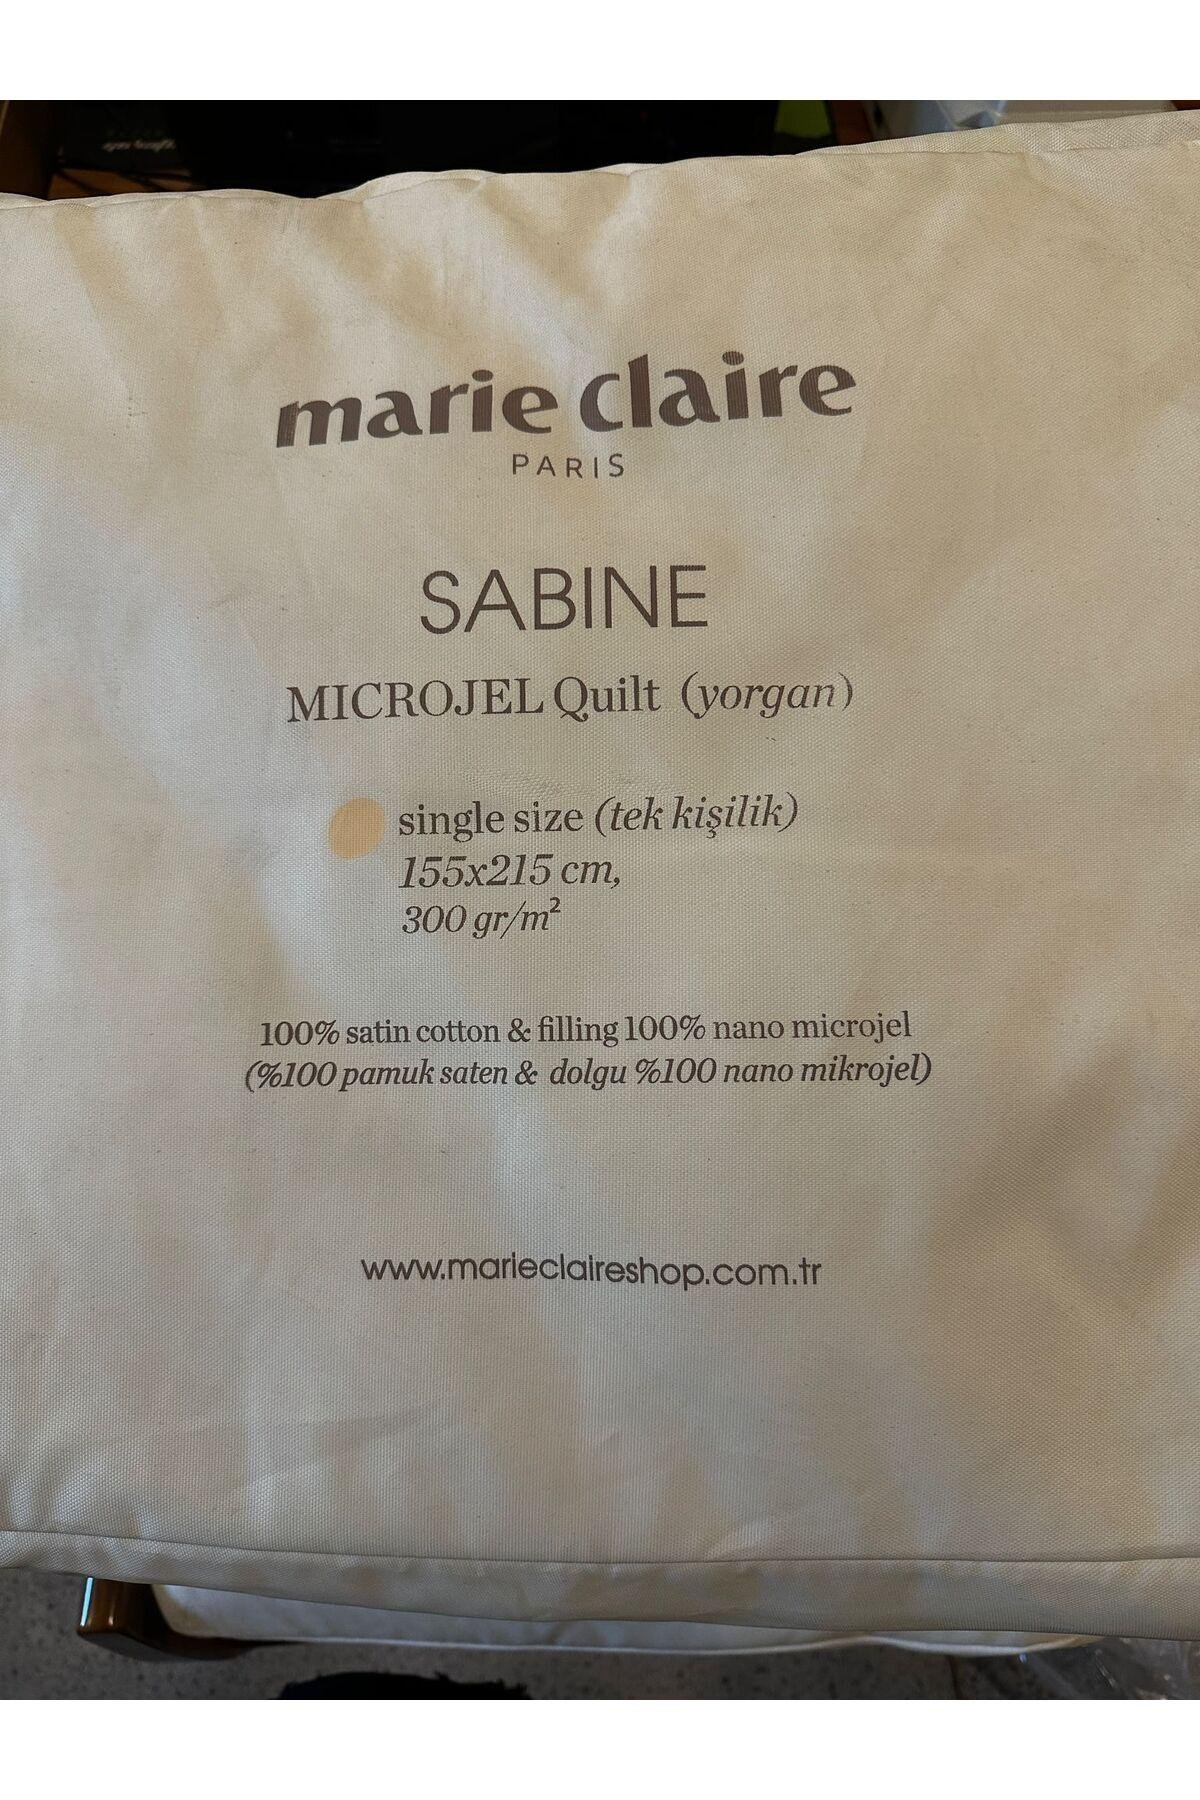 marie claire
PARIS
SABINE
MICROJEL Quilt (yorgan)
single size (tek kişilik)
155x215 cm,
300 gr/m²
100% satin cotton & filling 100% nano microjel
(%100 pamuk saten & dolgu %100 nano mikrojel)
www.marieclaireshop.com.tr